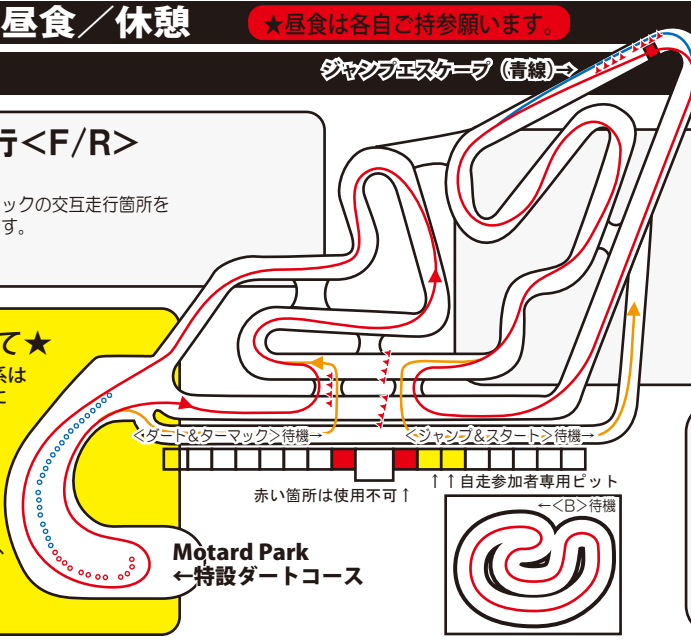 昼食／休憩
★昼食は各自ご持参願います。
ジャンプエスケープ（青線）→
行<F/R>
ックの交互走行箇所を
す。
て★
系は
に
<ダート&ターマック>待機→
<ジャンプ&スタート>待機→
赤い箇所は使用不可↑
↑↑自走参加者専用ピット
←<B>待機
Motard Park
←特設ダートコース